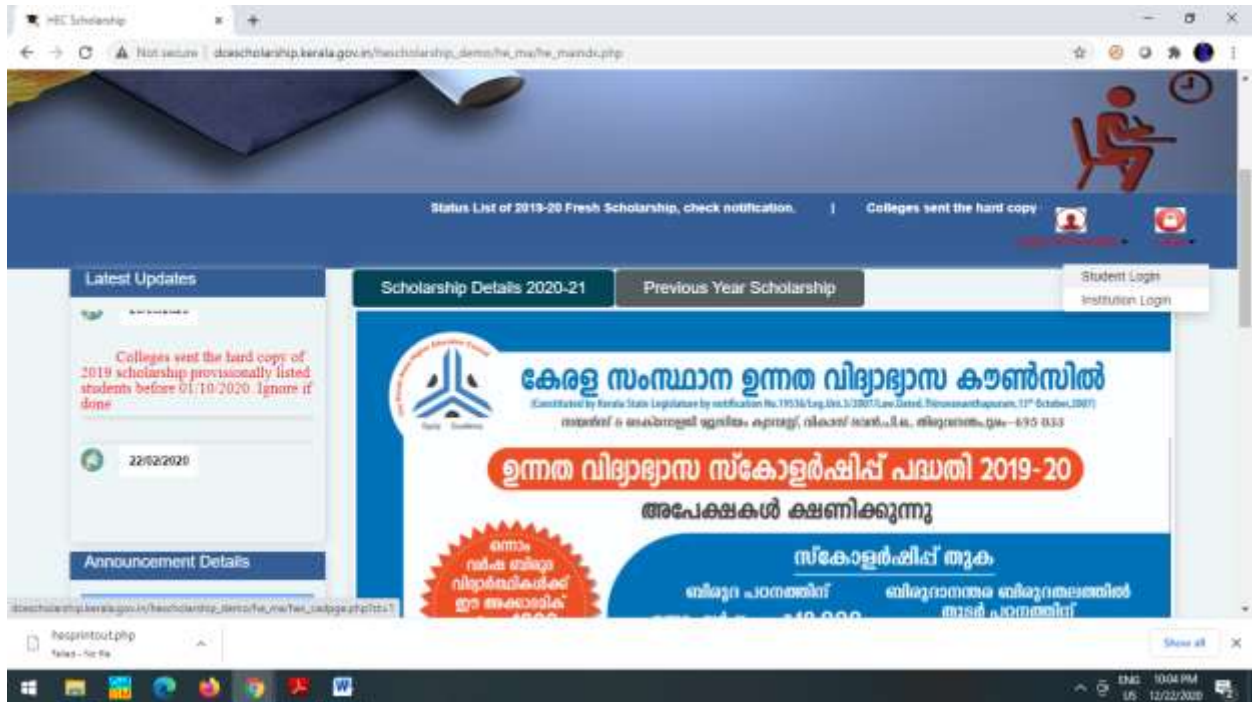 HEC Scholarship
Not secure | dcescholarship.kerala.gov.in/hescholarship_demo/he_ma/he_maindx.php
Status List of 2019-20 Fresh Scholarship, check notification. | Colleges sent the hard copy
Student Login
Institution Login
Latest Updates
Scholarship Details 2020-21
Previous Year Scholarship
Colleges sent the hard copy of
2019 scholarship provisionally listed
students before 01/10/2020. Ignore if
done
22/02/2020
Announcement Details
കേരള സംസ്ഥാന ഉന്നത വിദ്യാഭ്യാസ കൗൺസിൽ
ഉന്നത വിദ്യാഭ്യാസ സ്കോളർഷിപ്പ് പദ്ധതി 2019-20
അപേക്ഷകൾ ക്ഷണിക്കുന്നു
ഒന്നാം
വർഷ ബിരുദ
വിദ്യാർത്ഥികൾക്ക്
ഈ അക്കാദമിക്
സ്കോളർഷിപ്പ് തുക
ബിരുദ പഠനത്തിന്
ബിരുദാനന്തര ബിരുദതലത്തിൽ
തുടർ പഠനത്തിന്
hesprintout.php
Failed - No file
Show all
ENG
US
10:04 PM
12/22/2020